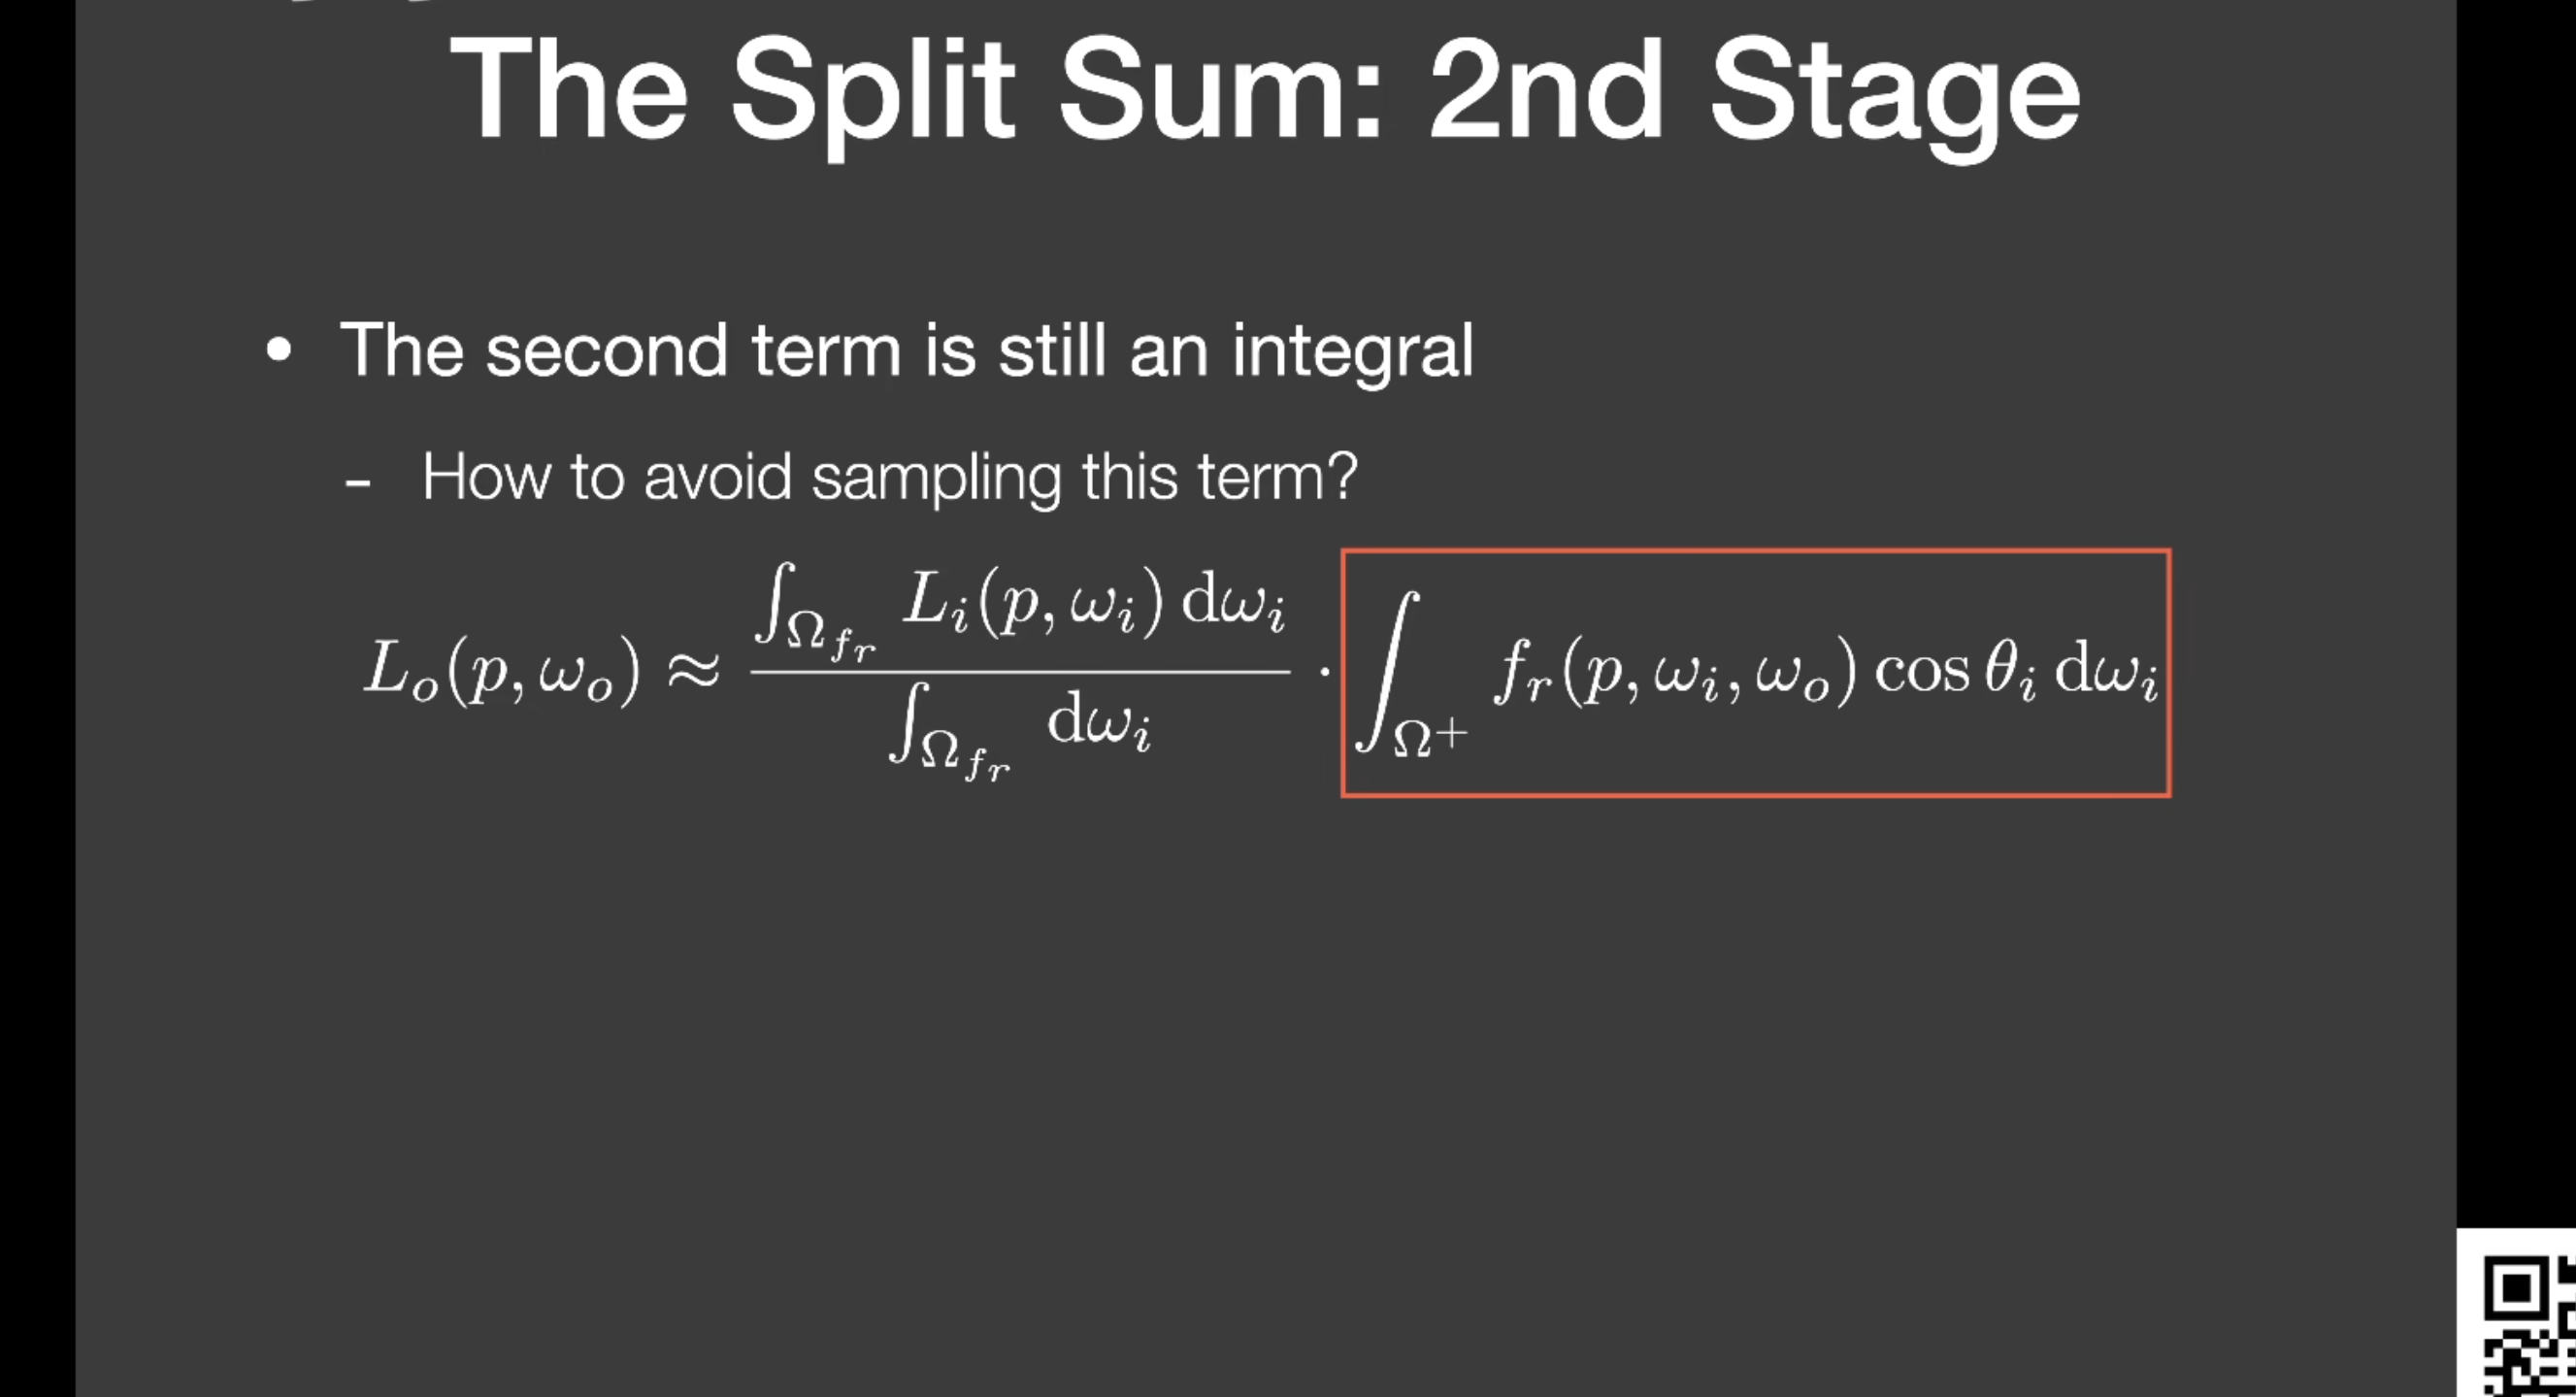 The Split Sum: 2nd Stage
• The second term is still an integral
- How to avoid sampling this term?
$L_o(p, \omega_o) \approx \frac{\int_{\Omega_{f_r}} L_i(p, \omega_i) \, \mathrm{d}\omega_i}{\int_{\Omega_{f_r}} \mathrm{d}\omega_i} \cdot \int_{\Omega^+} f_r(p, \omega_i, \omega_o) \cos\theta_i \, \mathrm{d}\omega_i$